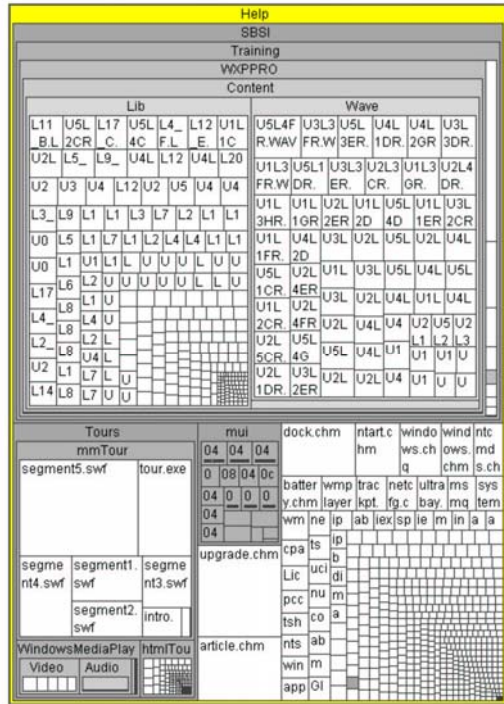 Help
SBSI
Training
WXPPRO
Content
Lib
Wave
L11 U5L L17 U5L L4_ L12 U1L
_B.L 2CR _C. 4C F.L _E. 1C
U2L L5_ L9_ U4L L12 U4L L20
U2 U3 U4 L12 U2 U5 U4 U4
L3_ L9 L1 L1 L3 L7 L2 L1 L1
U0 L5 L1 L7 L1 L2 L4 L4 L1 L1
U0 L1 U1 L1 L U U U L U
L17 L6 L2 U U U U L L U
L8 L1 U
L4_ L8 L4 U
L2_ L8 L2 L
U4 L
U2 L1 L7 L U
L14 L8 L7 U U
U5L4F U3L3 U5L U4L U4L U3L
R.WAV FR.W 3ER. 1DR. 2GR 3DR.
U1L3 U5L1 U3L3 U2L3 U1L3 U2L4
FR.W DR. ER. CR. GR. DR.
U1L U1L U2L U1L U5L U1L U3L
3HR. 1GR 2ER 2D 4D 1ER 2CR
U1L U4L U3L U2L U5L U2L U4L
1FR. 2D
U5L U2L U1L U3L U5L U4L U5L
1CR. 4ER
U1L U2L U3L U2L U4L U1L U4L
2CR. 4FR U2L U4L U4 U2 U5 U2
L1 L2 L3
U2L U5L U5L U4L U1 U1 U1 U
5CR. 4G
U2L U3L U2L U2L U4 U1 U U
1DR. 2ER
Tours
mmTour
segment5.swf tour.exe
segme segment1. segme
nt4.swf swf nt3.swf
segment2. intro.
swf
WindowsMediaPlay htmlTou
Video Audio
mui
04 04 04
0 08 04 0c
04 0 0 0
04
04
upgrade.chm
article.chm
dock.chm ntart.c windo wind ntc
hm ws.ch ows. md
q chm s.ch
batter wmp trac netc ultra ms sys
y.chm layer kpt. fg.c bay. mq tem
wm ne ip ab iex sp ie m in a a
cpa ts ip
b
Lic uci di
pcc nu m
tsh co a
nts ab
win m
app Gl